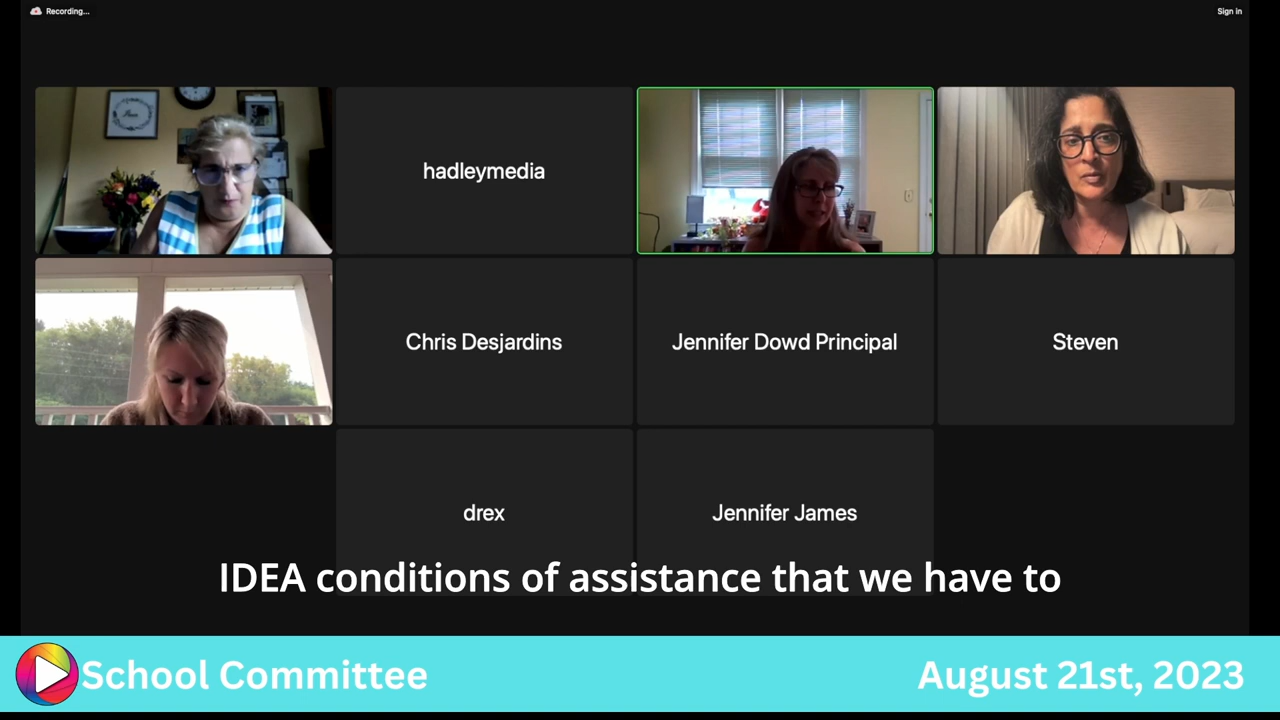 Recording...
Sign in
hadleymedia
Chris Desjardins
Jennifer Dowd Principal
Steven
drex
Jennifer James
IDEA conditions of assistance that we have to
School Committee
August 21st, 2023